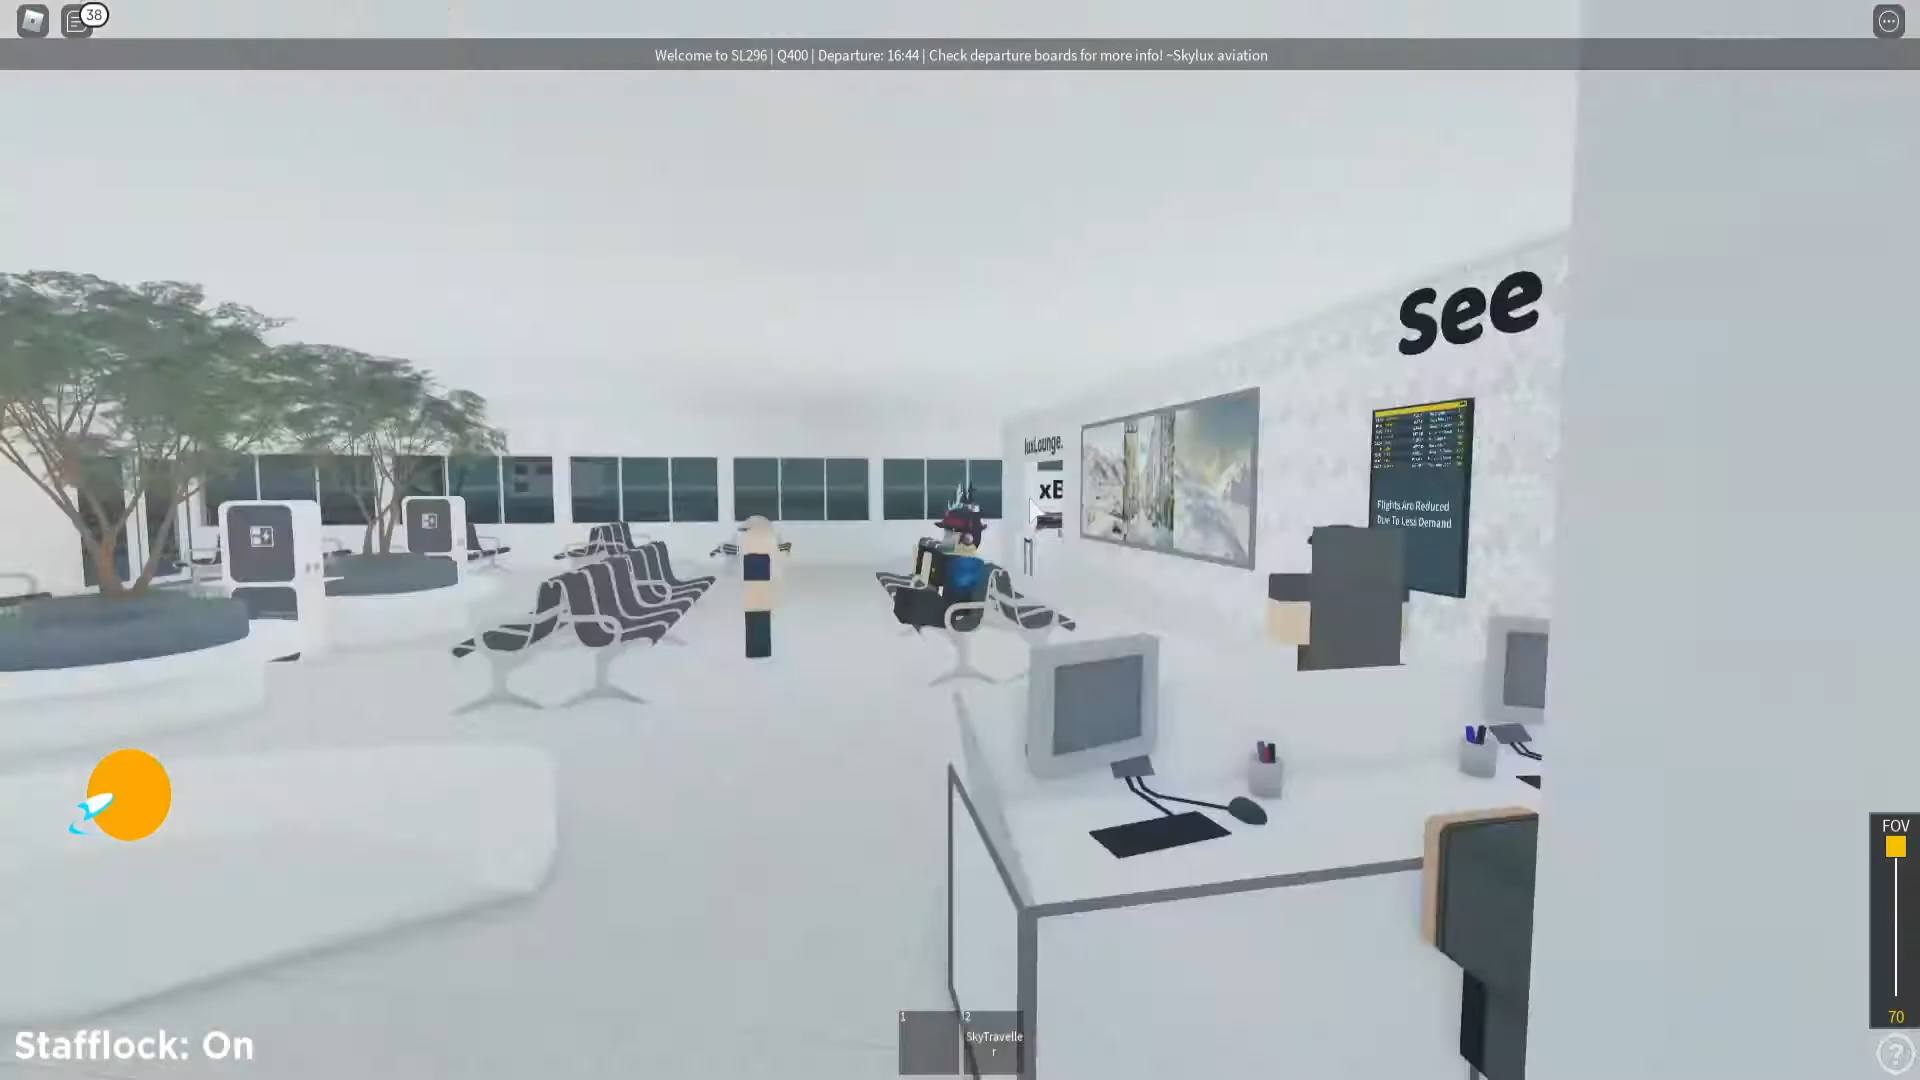 38
Welcome to SL296 | Q400 | Departure: 16:44 | Check departure boards for more info! ~Skylux aviation
see
luxLounge.
xB
Flights Are Reduced
Due To Less Demand
FOV
70
Stafflock: On
1
2
SkyTravelle
r
?